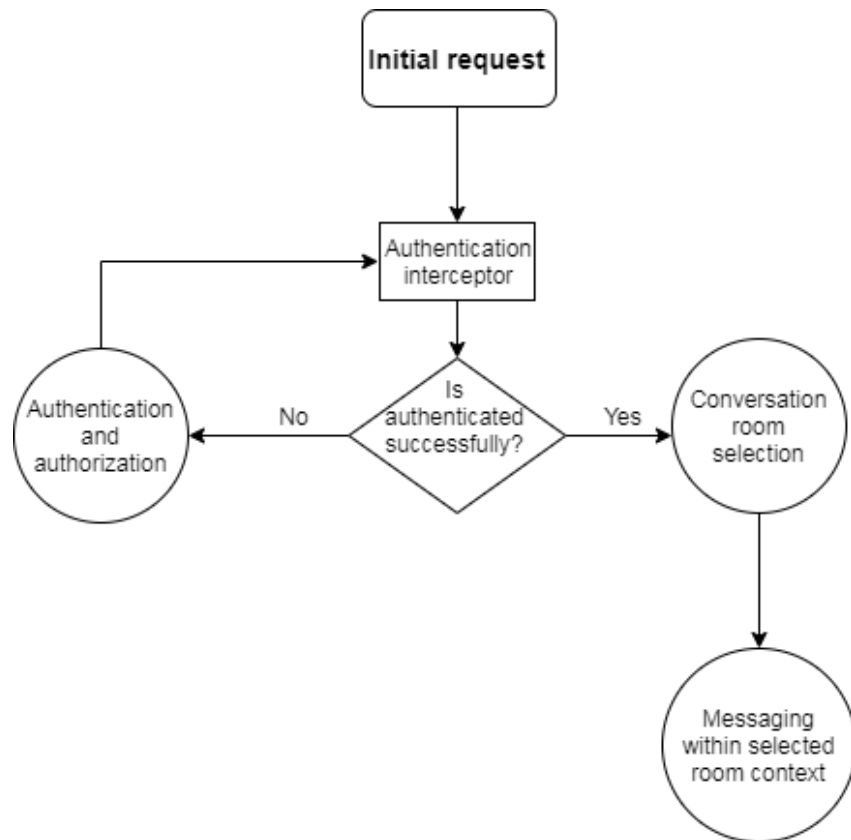 Initial request
Authentication
interceptor
Is
authenticated
successfully?
No
Yes
Authentication
and
authorization
Conversation
room
selection
Messaging
within selected
room context